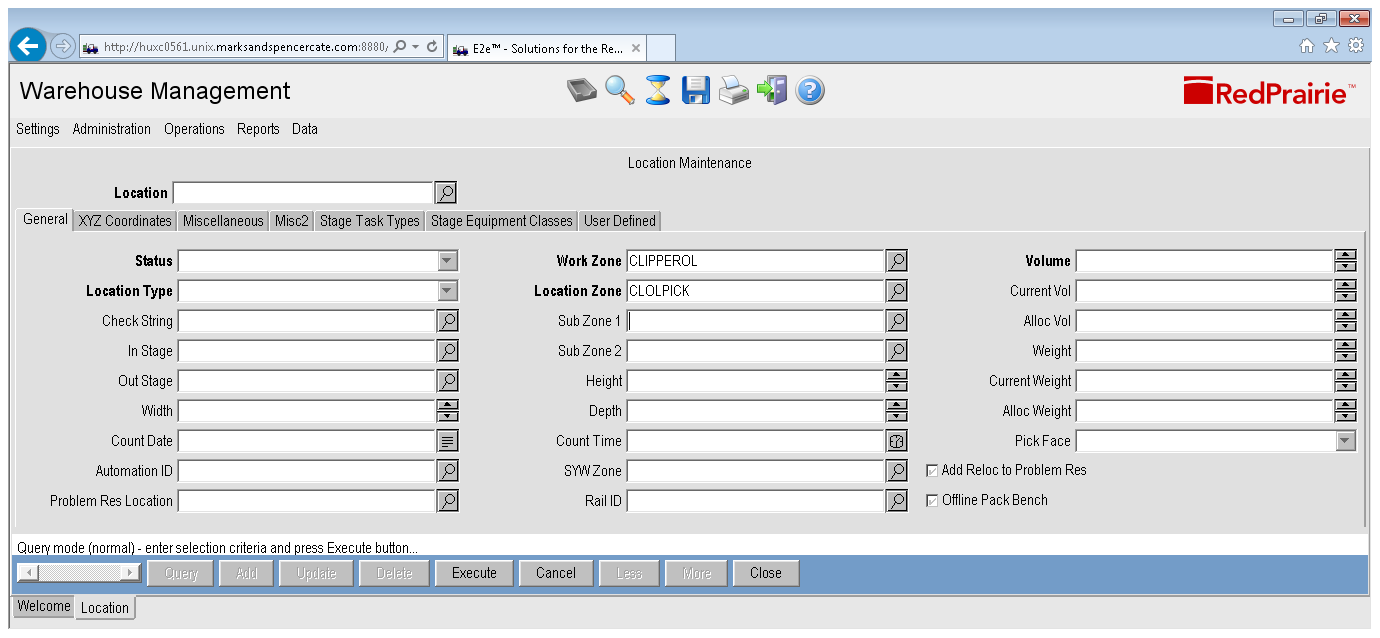 http://huxc0561.unix.marksandspencercate.com:8880/
E2e™ - Solutions for the Re...
Warehouse Management
RedPrairie™
Settings Administration Operations Reports Data
Location Maintenance
Location
General XYZ Coordinates Miscellaneous Misc2 Stage Task Types Stage Equipment Classes User Defined
Status Work Zone CLIPPEROL Volume
Location Type Location Zone CLOLPICK Current Vol
Check String Sub Zone 1 Alloc Vol
In Stage Sub Zone 2 Weight
Out Stage Height Current Weight
Width Depth Alloc Weight
Count Date Count Time Pick Face
Automation ID SYW Zone Add Reloc to Problem Res
Problem Res Location Rail ID Offline Pack Bench
Query mode (normal) - enter selection criteria and press Execute button...
Query Add Update Delete Execute Cancel Less More Close
Welcome Location